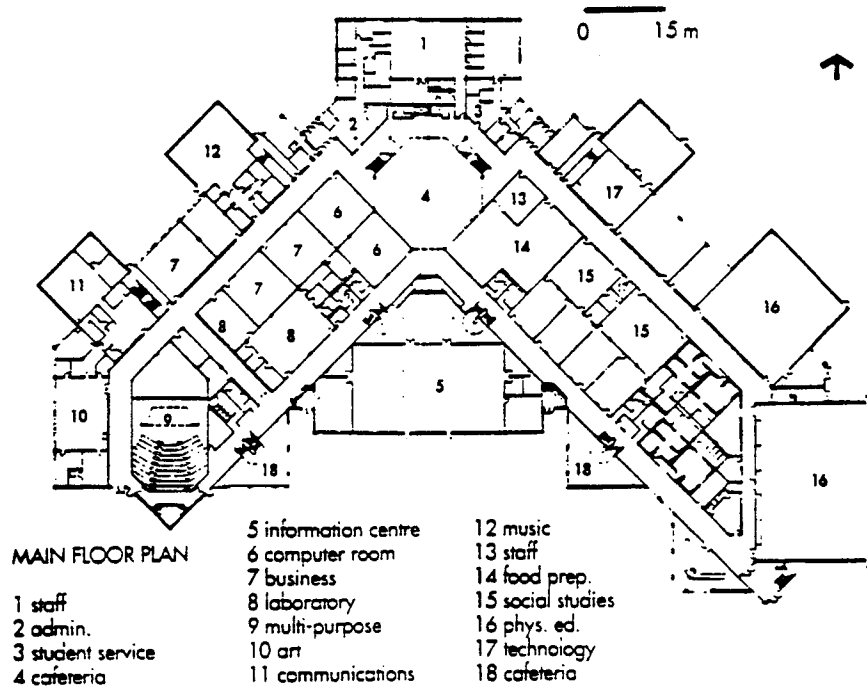 0 15 m
1
2
3
12
4
13
17
6
14
7
6
15
11
7
7
15
16
8
8
5
10
9
18
18
16
MAIN FLOOR PLAN
1 staff
2 admin.
3 student service
4 cafeteria
5 information centre
6 computer room
7 business
8 laboratory
9 multi-purpose
10 art
11 communications
12 music
13 staff
14 food prep.
15 social studies
16 phys. ed.
17 technology
18 cafeteria